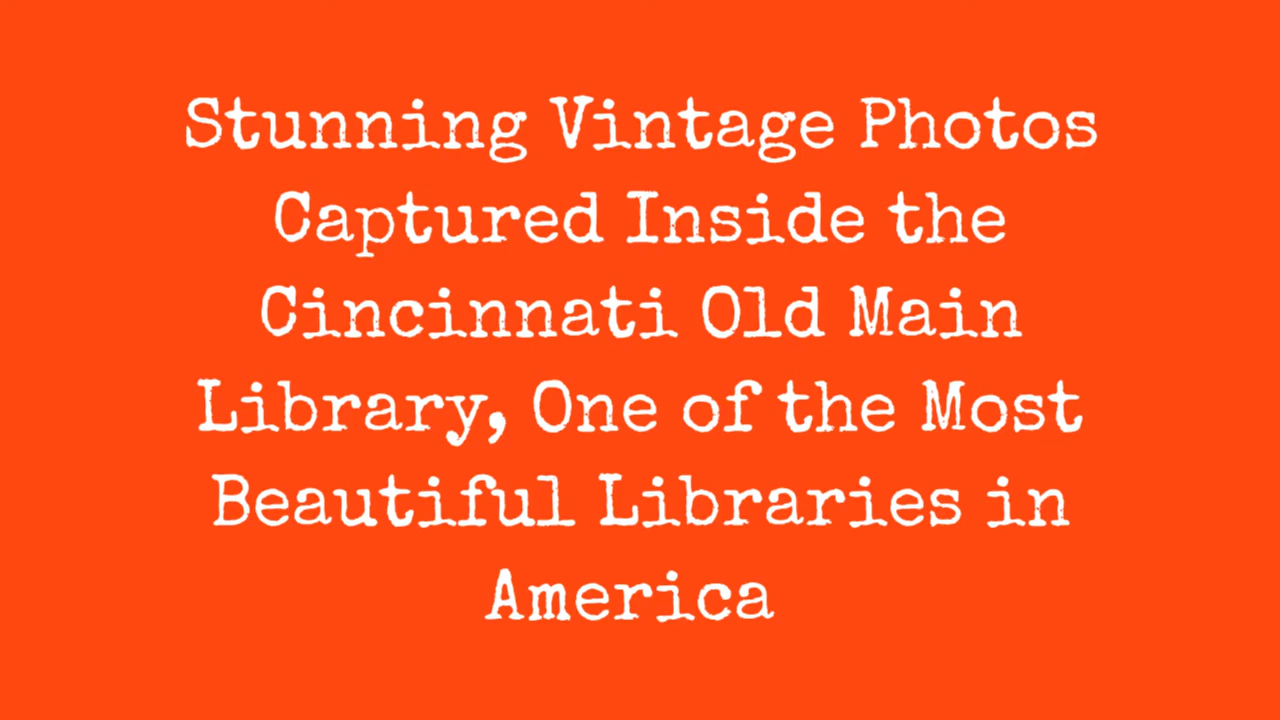 Stunning Vintage Photos
Captured Inside the
Cincinnati Old Main
Library, One of the Most
Beautiful Libraries in
America